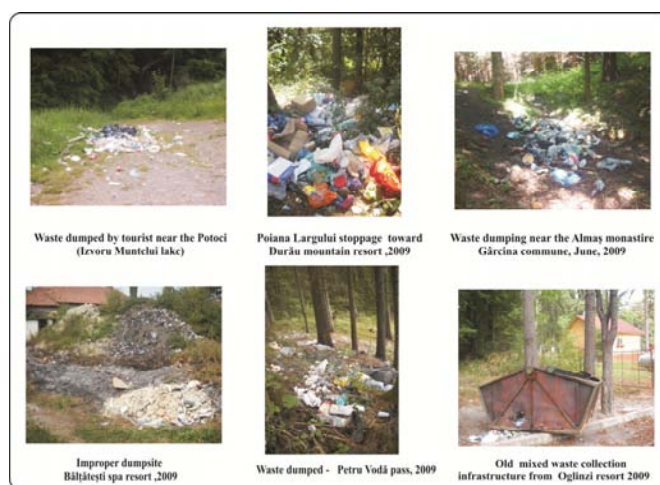 Waste dumped by tourist near the Potoci
(Izvoru Muntelui lake)
Poiana Largului stoppage toward
Durău mountain resort ,2009
Waste dumping near the Almaş monastire
Gârcina commune, June, 2009
Improper dumpsite
Bălţăteşti spa resort ,2009
Waste dumped - Petru Vodă pass, 2009
Old mixed waste collection
infrastructure from Oglinzi resort 2009